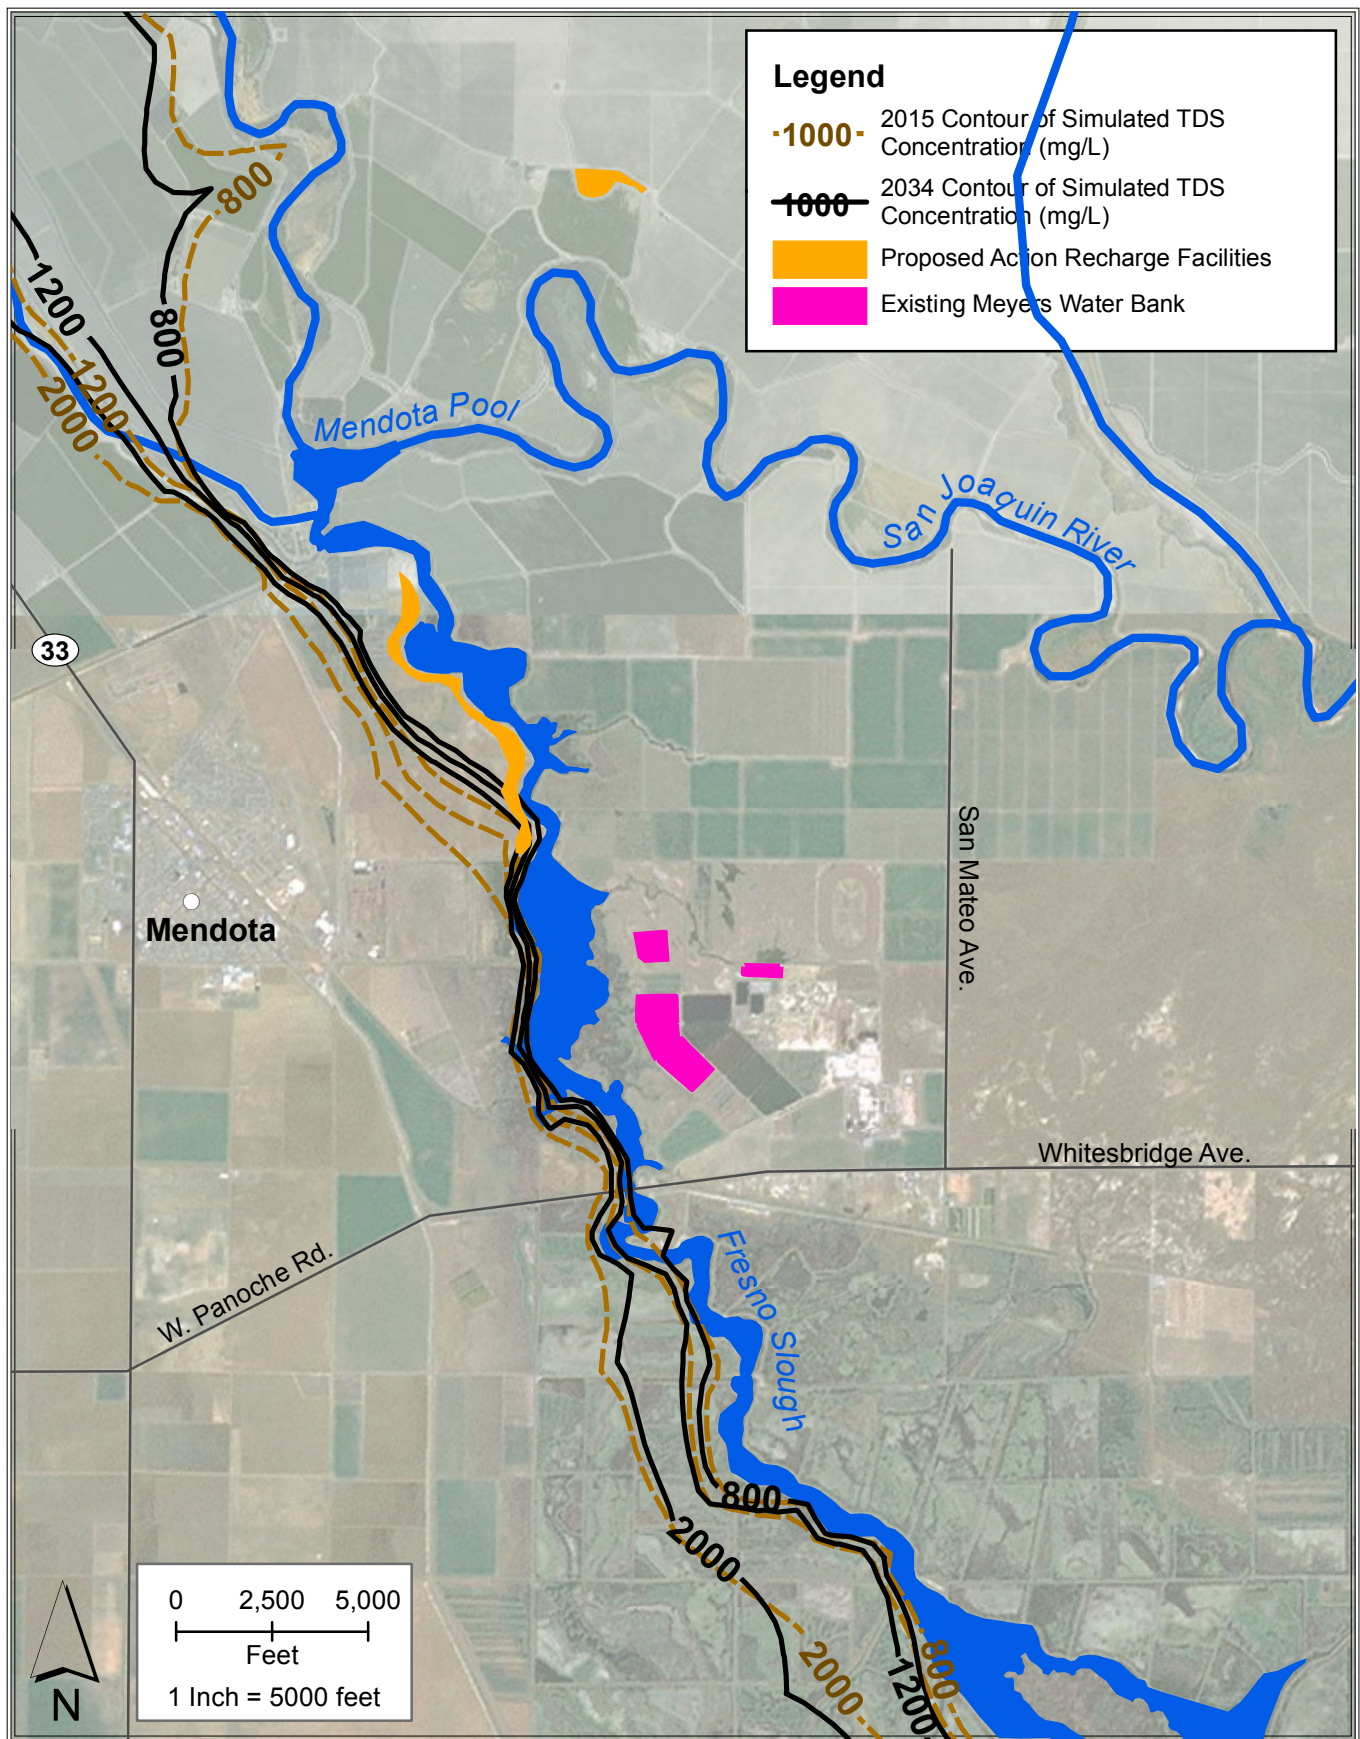 Legend
1000
2015 Contour of Simulated TDS
Concentration (mg/L)
1000
2034 Contour of Simulated TDS
Concentration (mg/L)
Proposed Action Recharge Facilities
Existing Meyers Water Bank
800
1200
800
1200
2000
Mendota Pool
San Joaquin River
33
San Mateo Ave.
Mendota
Whitesbridge Ave.
W. Panoche Rd.
Fresno Slough
800
2000
2000
800
1200
0 2,500 5,000
Feet
1 Inch = 5000 feet
N